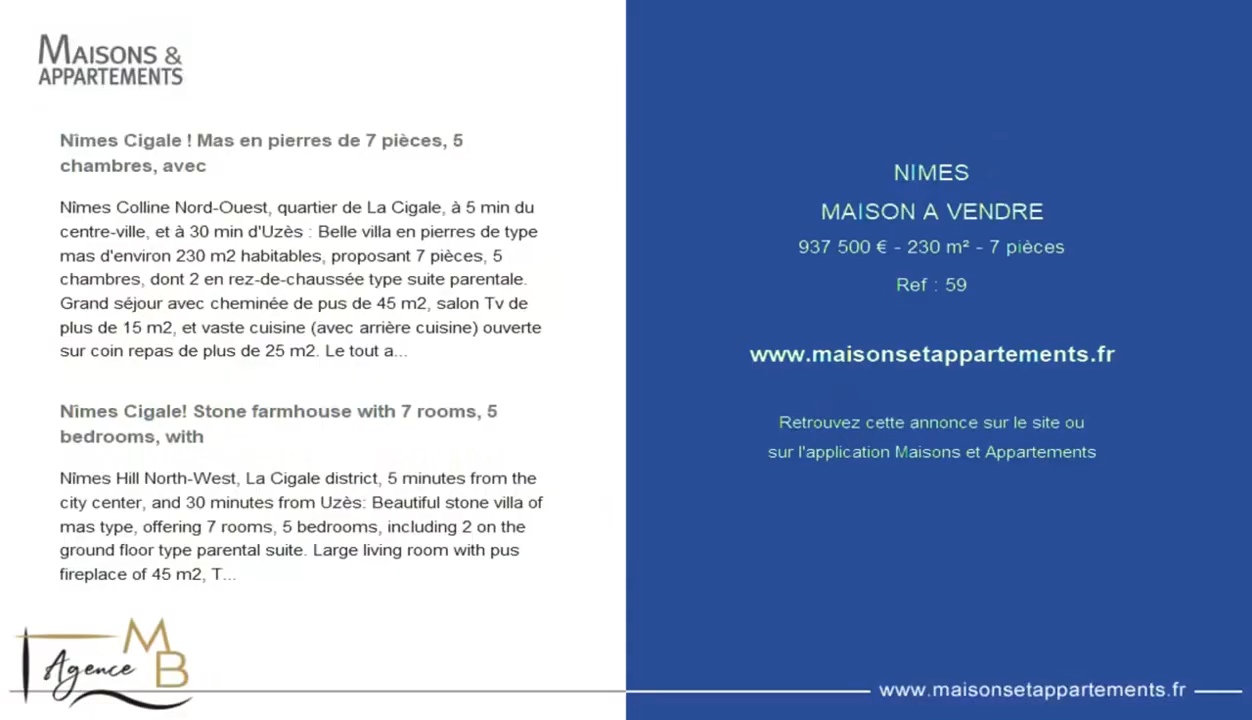 MAISONS &
APPARTEMENTS
Nîmes Cigale ! Mas en pierres de 7 pièces, 5
chambres, avec
Nîmes Colline Nord-Ouest, quartier de La Cigale, à 5 min du
centre-ville, et à 30 min d'Uzès : Belle villa en pierres de type
mas d'environ 230 m2 habitables, proposant 7 pièces, 5
chambres, dont 2 en rez-de-chaussée type suite parentale.
Grand séjour avec cheminée de pus de 45 m2, salon Tv de
plus de 15 m2, et vaste cuisine (avec arrière cuisine) ouverte
sur coin repas de plus de 25 m2. Le tout a...
Nîmes Cigale! Stone farmhouse with 7 rooms, 5
bedrooms, with
Nîmes Hill North-West, La Cigale district, 5 minutes from the
city center, and 30 minutes from Uzès: Beautiful stone villa of
mas type, offering 7 rooms, 5 bedrooms, including 2 on the
ground floor type parental suite. Large living room with pus
fireplace of 45 m2, T...
Agence MB
NIMES
MAISON A VENDRE
937 500 € - 230 m² - 7 pièces
Ref : 59
www.maisonsetappartements.fr
Retrouvez cette annonce sur le site ou
sur l'application Maisons et Appartements
www.maisonsetappartements.fr